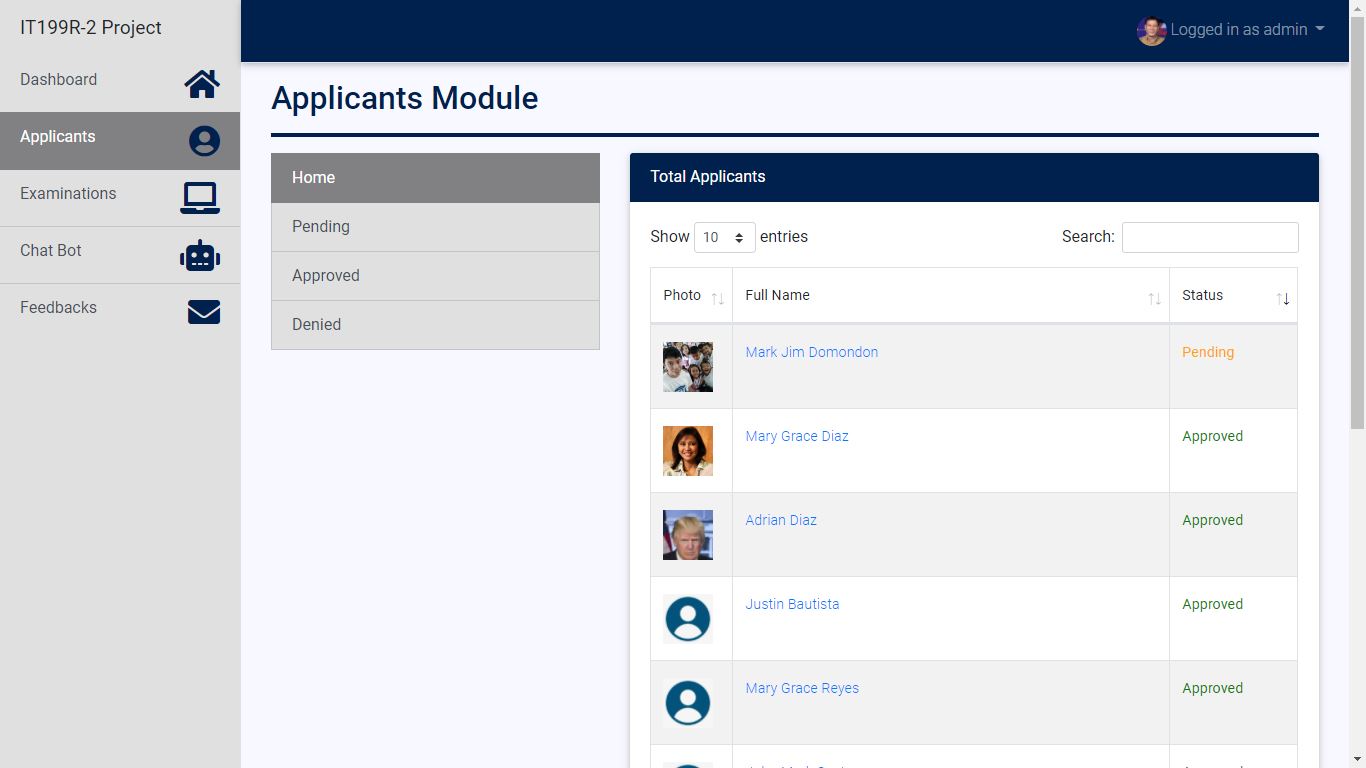 IT199R-2 Project
Logged in as admin
Dashboard
Applicants
Examinations
Chat Bot
Feedbacks
Applicants Module
Home
Pending
Approved
Denied
Total Applicants
Show 10 entries Search:
Photo Full Name Status
Mark Jim Domondon Pending
Mary Grace Diaz Approved
Adrian Diaz Approved
Justin Bautista Approved
Mary Grace Reyes Approved